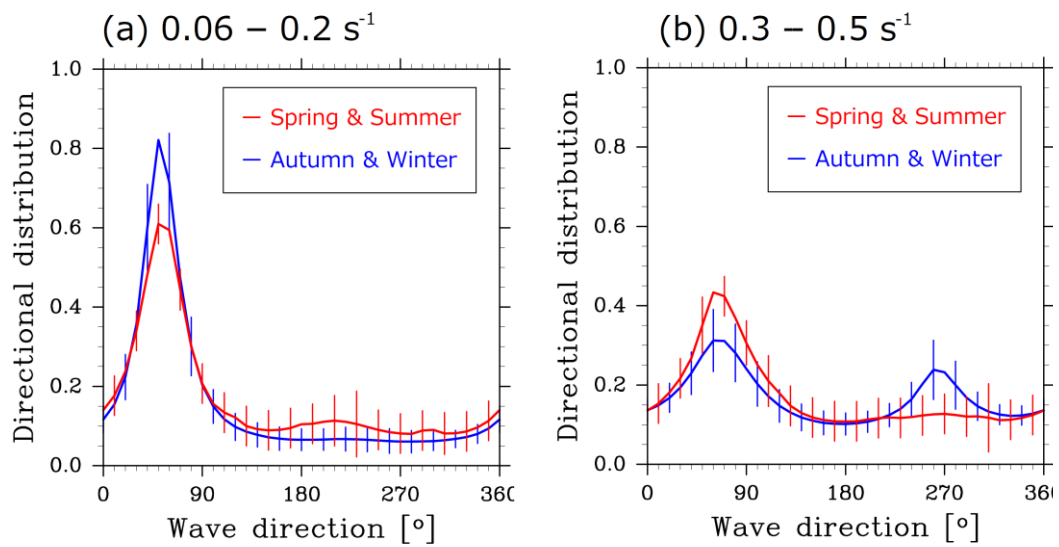 (a) 0.06 – 0.2 s⁻¹
1.0
0.8
0.6
0.4
0.2
0.0
Directional distribution
Spring & Summer
Autumn & Winter
0
90
180
270
360
Wave direction [°]
(b) 0.3 – 0.5 s⁻¹
1.0
0.8
0.6
0.4
0.2
0.0
Directional distribution
Spring & Summer
Autumn & Winter
0
90
180
270
360
Wave direction [°]